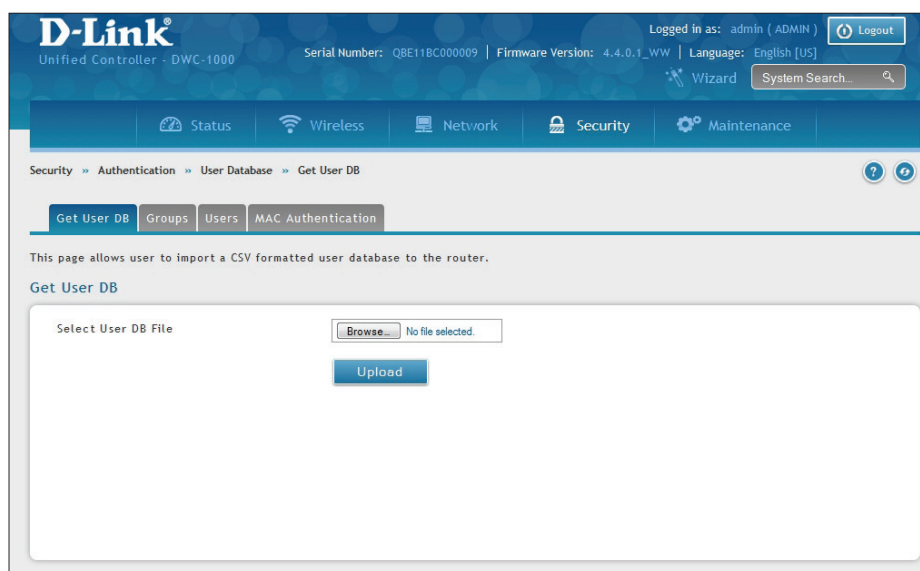 D-Link®
Unified Controller - DWC-1000
Logged in as: admin ( ADMIN ) Logout
Serial Number: QBE11BC000009 | Firmware Version: 4.4.0.1_WW | Language: English [US]
Wizard System Search...
Status Wireless Network Security Maintenance
Security » Authentication » User Database » Get User DB
?
Get User DB Groups Users MAC Authentication
This page allows user to import a CSV formatted user database to the router.
Get User DB
Select User DB File Browse... No file selected.
Upload